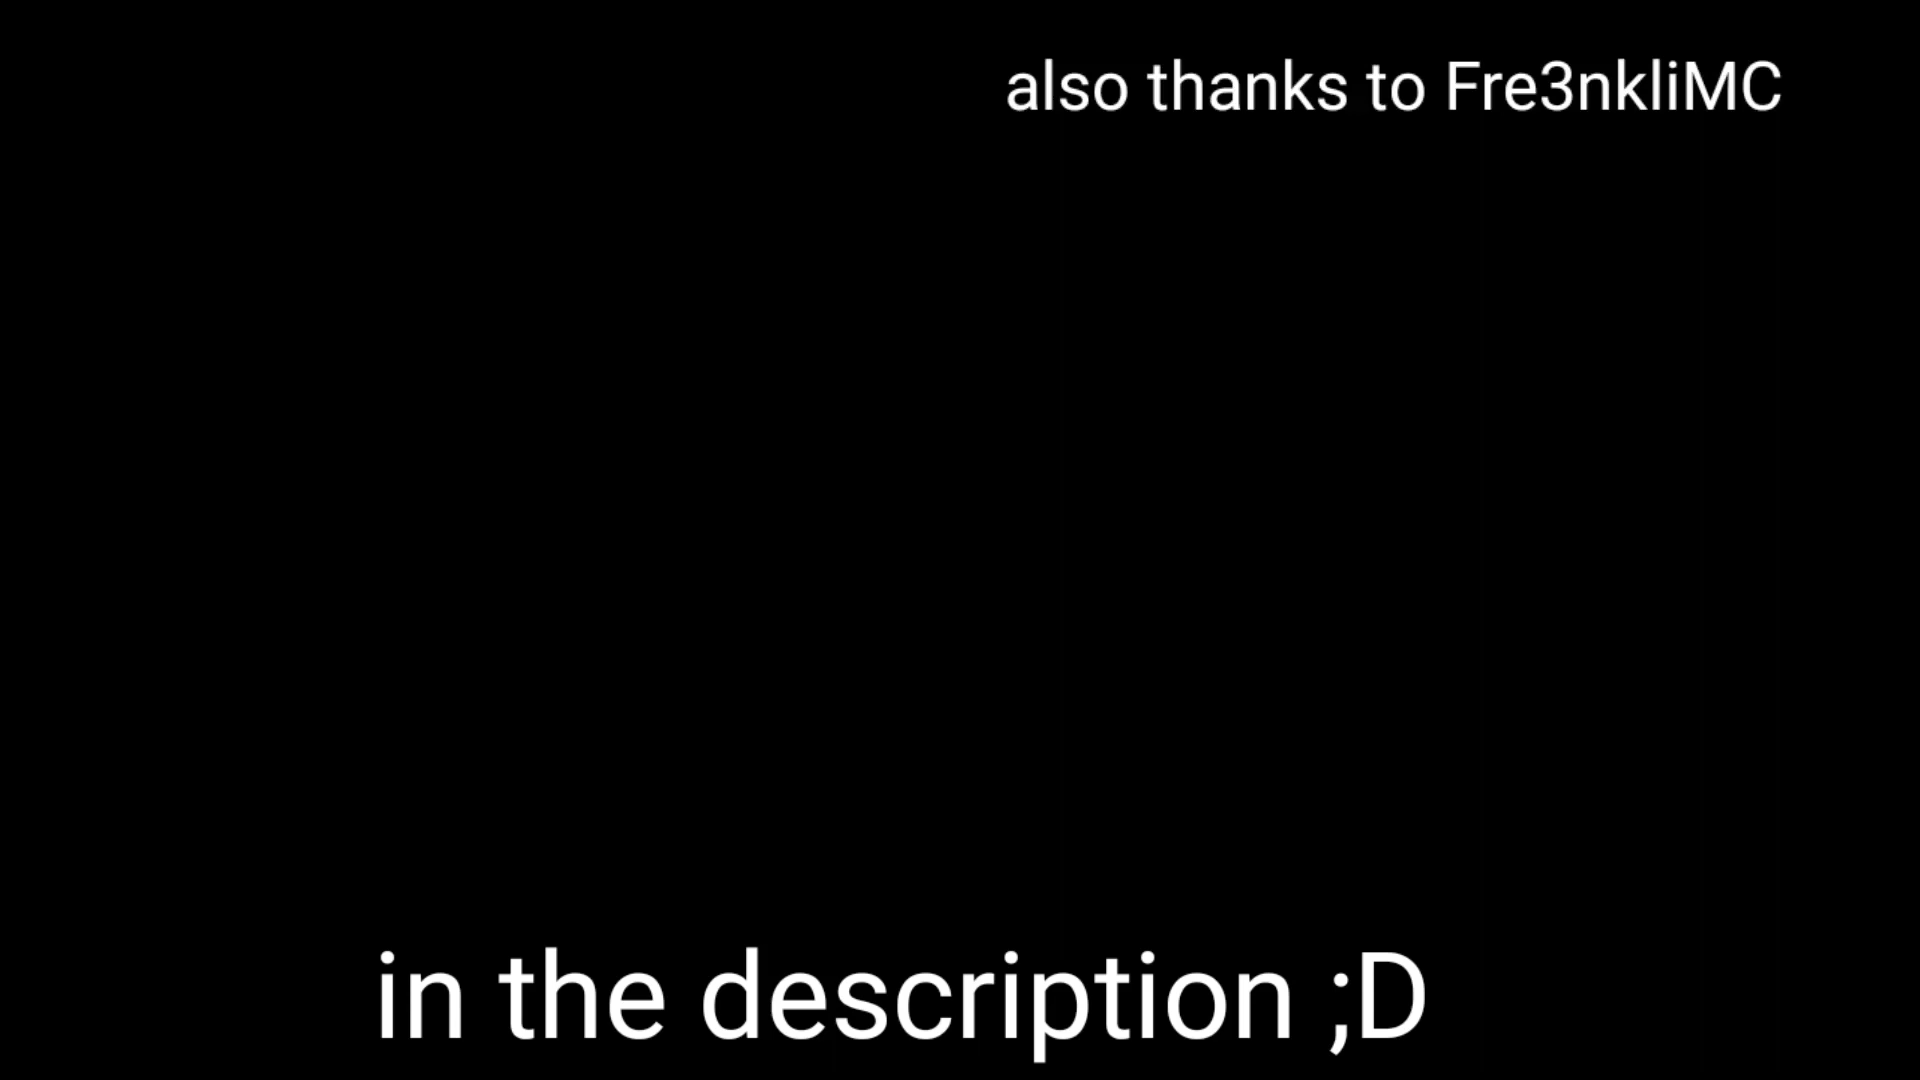 also thanks to Fre3nkliMC
in the description ;D